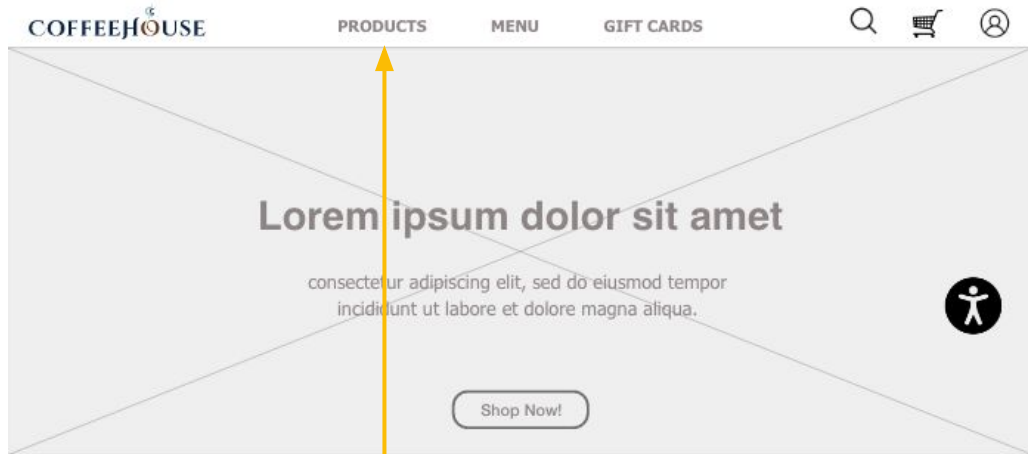 COFFEEHOUSE
PRODUCTS MENU GIFT CARDS
Lorem ipsum dolor sit amet
consectetur adipiscing elit, sed do eiusmod tempor
incididunt ut labore et dolore magna aliqua.
Shop Now!